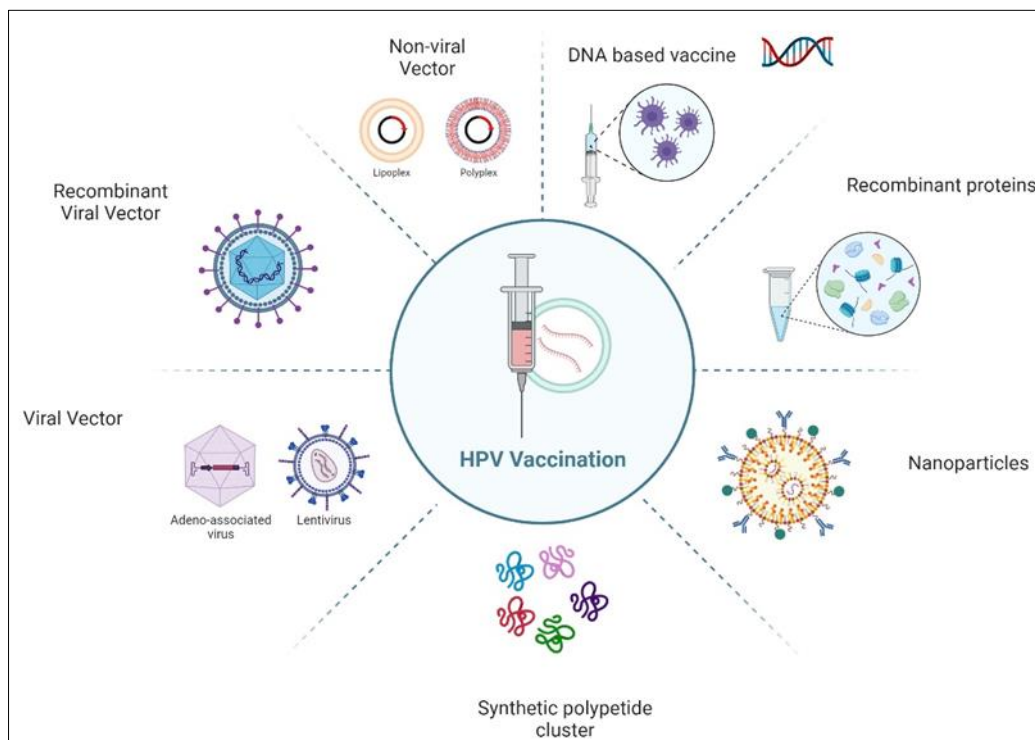 Non-viral
Vector
Lipoplex
Polyplex
DNA based vaccine
Recombinant proteins
Recombinant
Viral Vector
Viral Vector
Adeno-associated
virus
Lentivirus
HPV Vaccination
Nanoparticles
Synthetic polypetide
cluster